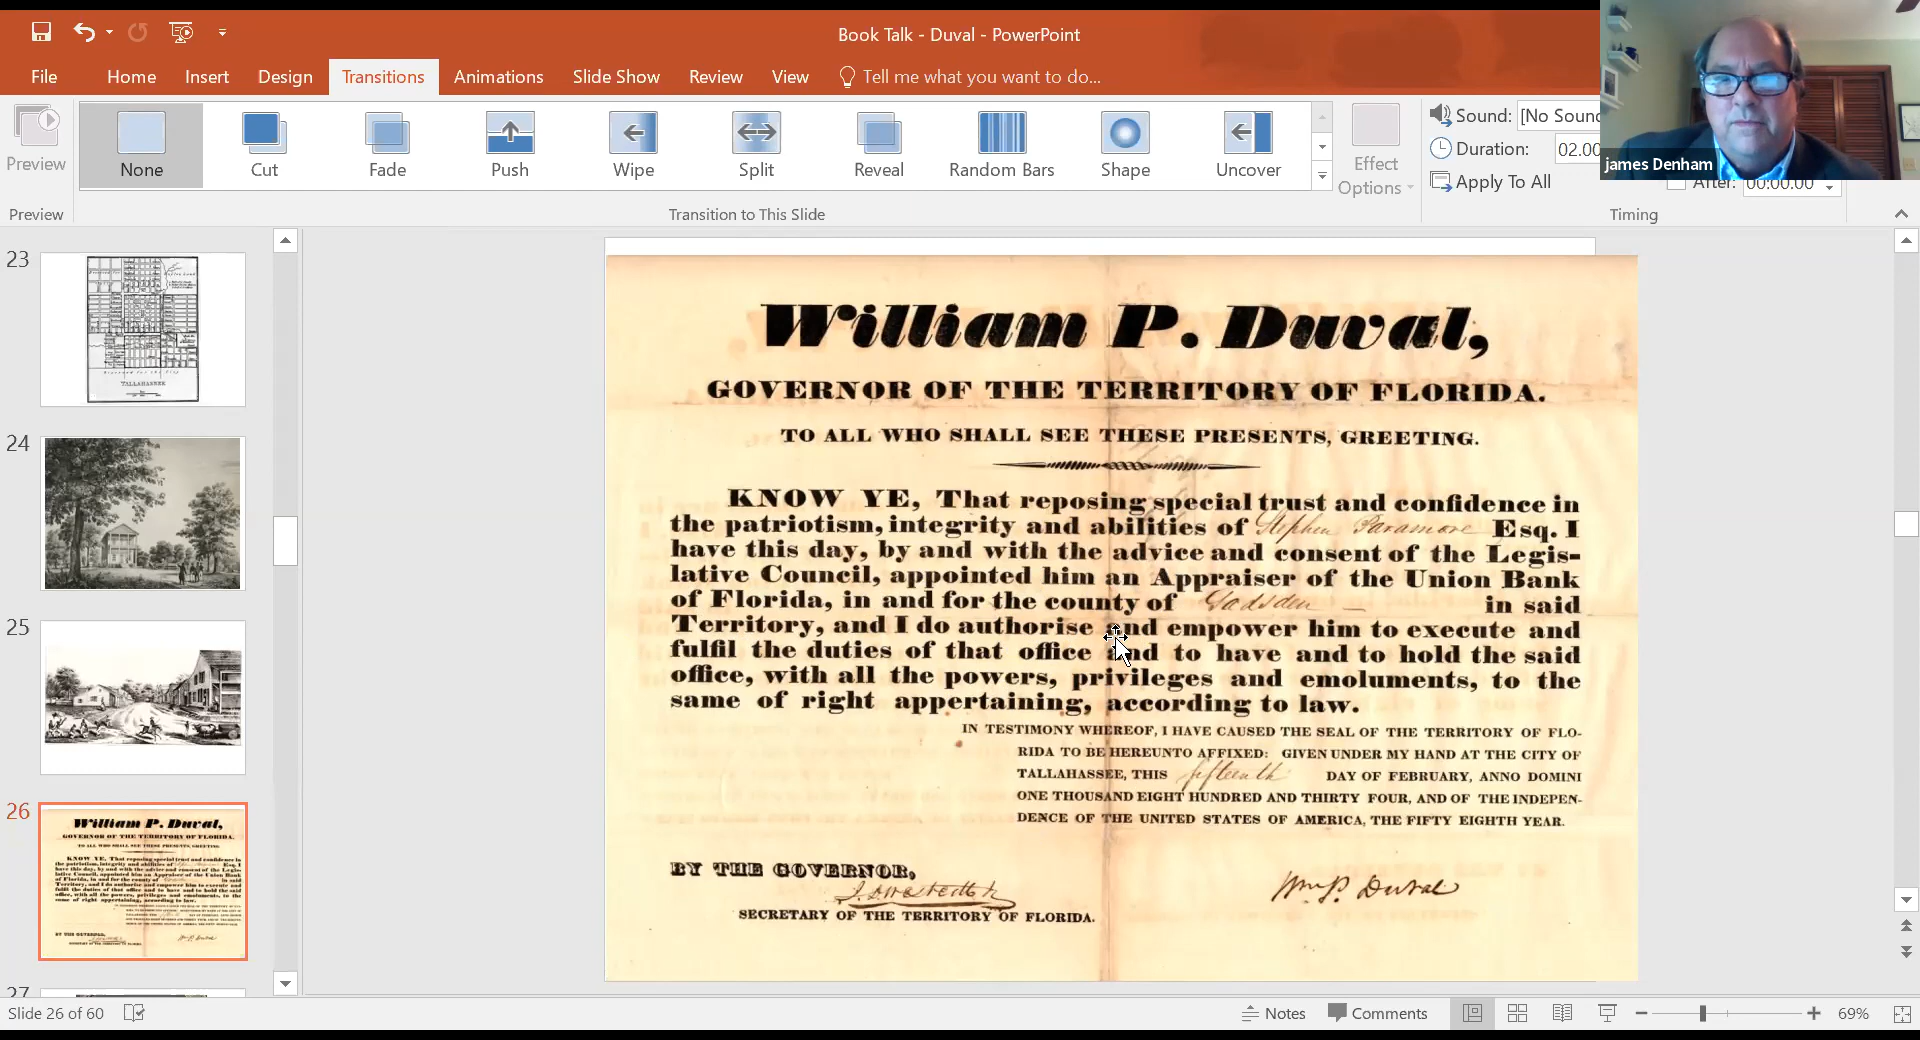 Book Talk - Duval - PowerPoint
File Home Insert Design Transitions Animations Slide Show Review View Tell me what you want to do...
Preview
None Cut Fade Push Wipe Split Reveal Random Bars Shape Uncover
Effect Options
Sound: [No Soun
Duration: 02.00
Apply To All
After: 00:00.00
Preview Transition to This Slide Timing
james Denham
23
TALLAHASSEE
24
25
26
27
William P. Duval,
GOVERNOR OF THE TERRITORY OF FLORIDA.
TO ALL WHO SHALL SEE THESE PRESENTS, GREETING.
KNOW YE, That reposing special trust and confidence in
the patriotism, integrity and abilities of Stephen Paramore Esq. I
have this day, by and with the advice and consent of the Legis-
lative Council, appointed him an Appraiser of the Union Bank
of Florida, in and for the county of Gadsden — in said
Territory, and I do authorise and empower him to execute and
fulfil the duties of that office and to have and to hold the said
office, with all the powers, privileges and emoluments, to the
same of right appertaining, according to law.
IN TESTIMONY WHEREOF, I HAVE CAUSED THE SEAL OF THE TERRITORY OF FLO-
RIDA TO BE HEREUNTO AFFIXED: GIVEN UNDER MY HAND AT THE CITY OF
TALLAHASSEE, THIS fifteenth DAY OF FEBRUARY, ANNO DOMINI
ONE THOUSAND EIGHT HUNDRED AND THIRTY FOUR, AND OF THE INDEPEN-
DENCE OF THE UNITED STATES OF AMERICA, THE FIFTY EIGHTH YEAR.
BY THE GOVERNOR,
Wm. P. Duval
SECRETARY OF THE TERRITORY OF FLORIDA.
Slide 26 of 60 Notes Comments 69%